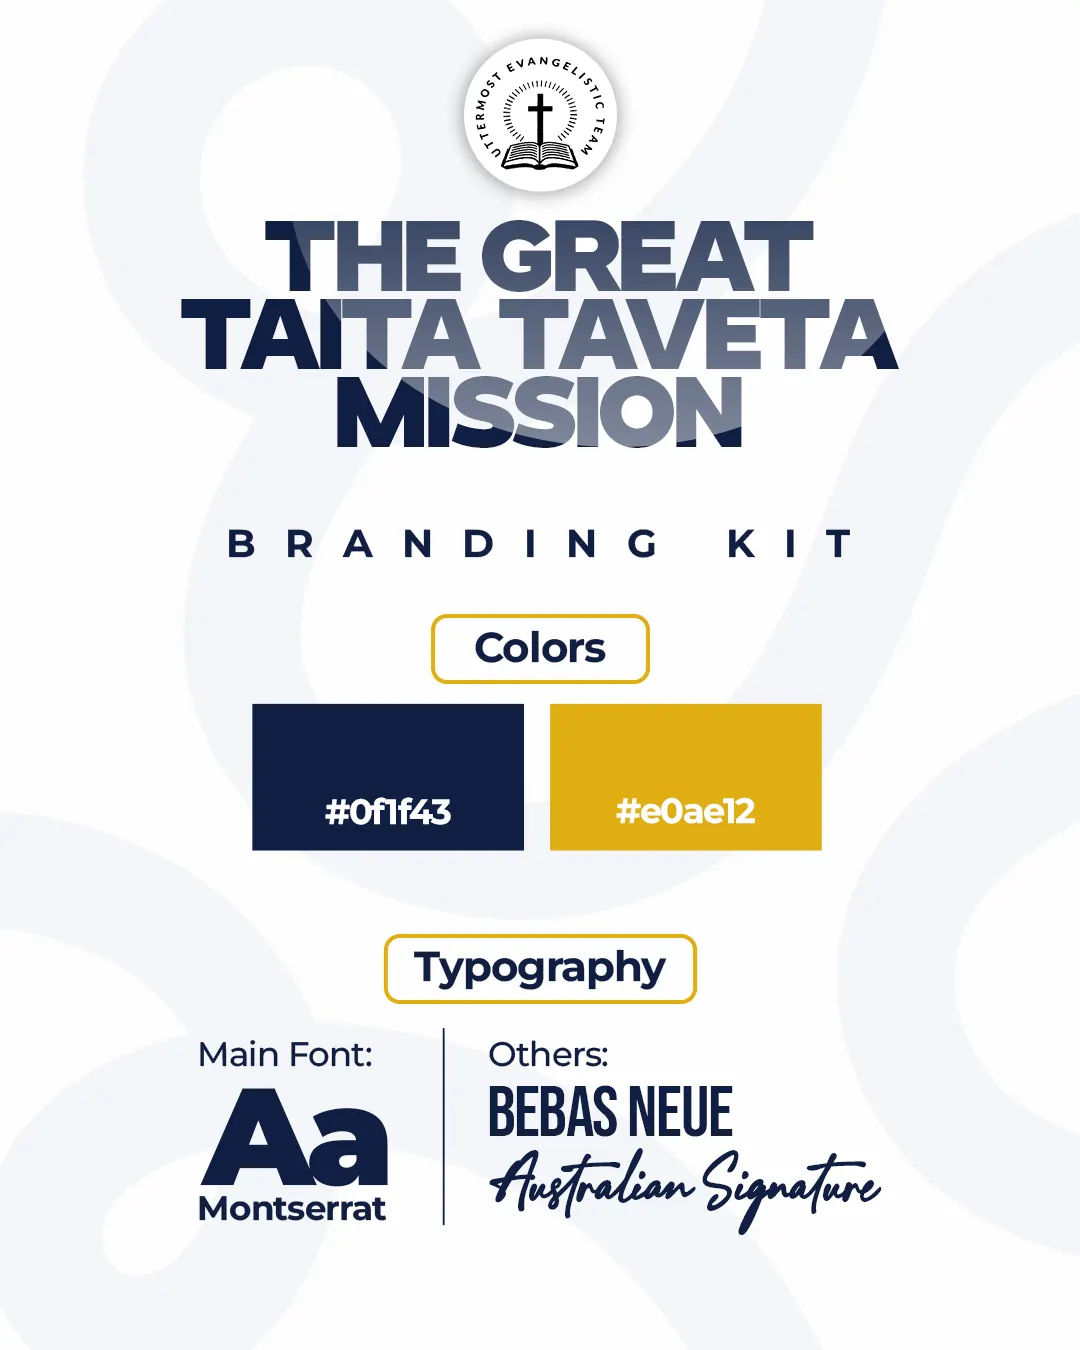 UTTERMOST EVANGELISTIC TEAM
THE GREAT
TAITA TAVETA
MISSION
BRANDING KIT
Colors
#0f1f43
#e0ae12
Typography
Main Font:
Aa
Montserrat
Others:
BEBAS NEUE
Australian Signature